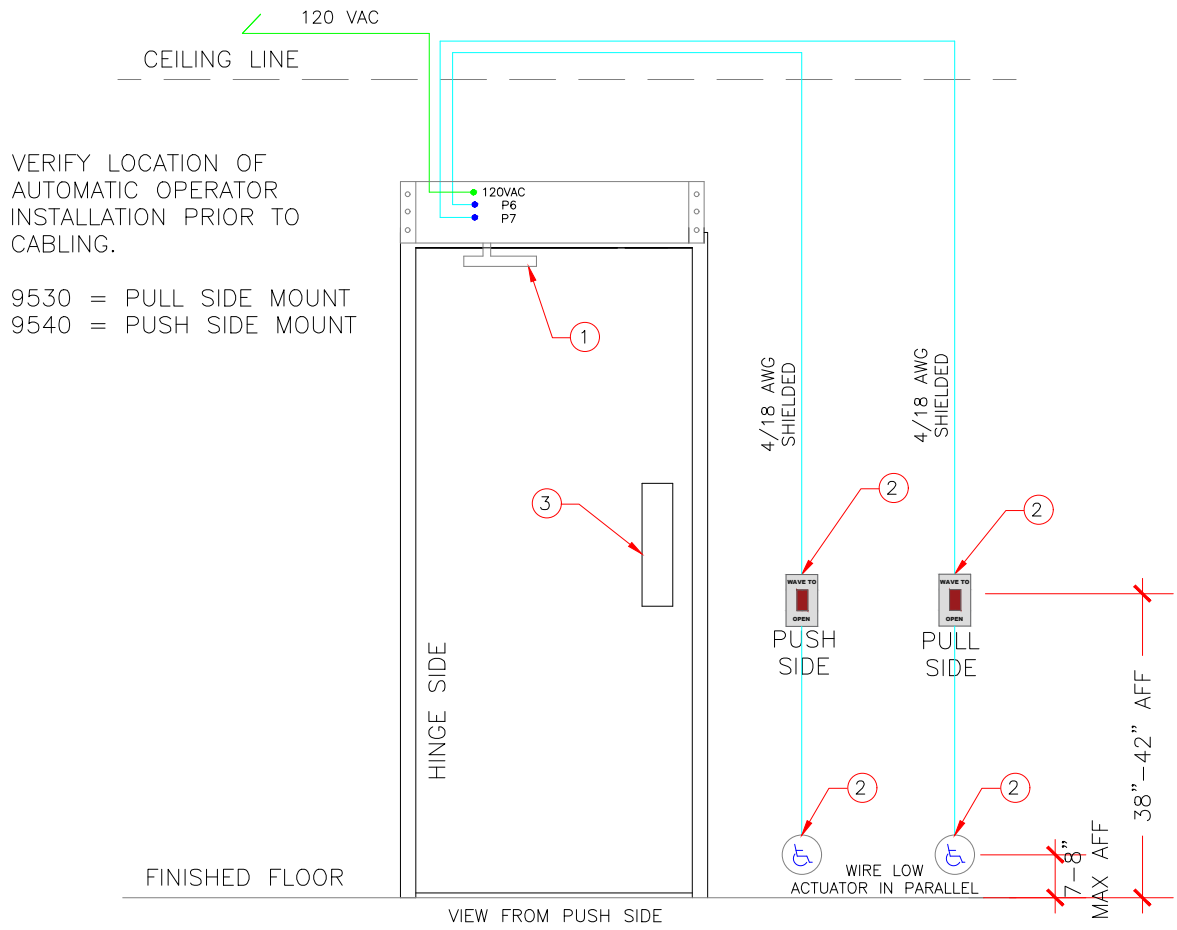 120 VAC
CEILING LINE
VERIFY LOCATION OF
AUTOMATIC OPERATOR
INSTALLATION PRIOR TO
CABLING.
9530 = PULL SIDE MOUNT
9540 = PUSH SIDE MOUNT
120VAC
P6
P7
1
4/18 AWG
SHIELDED
4/18 AWG
SHIELDED
3
2
2
WAVE TO
OPEN
WAVE TO
OPEN
PUSH
SIDE
PULL
SIDE
HINGE SIDE
38"-42" AFF
2
2
7-8"
MAX AFF
WIRE LOW
ACTUATOR IN PARALLEL
FINISHED FLOOR
VIEW FROM PUSH SIDE